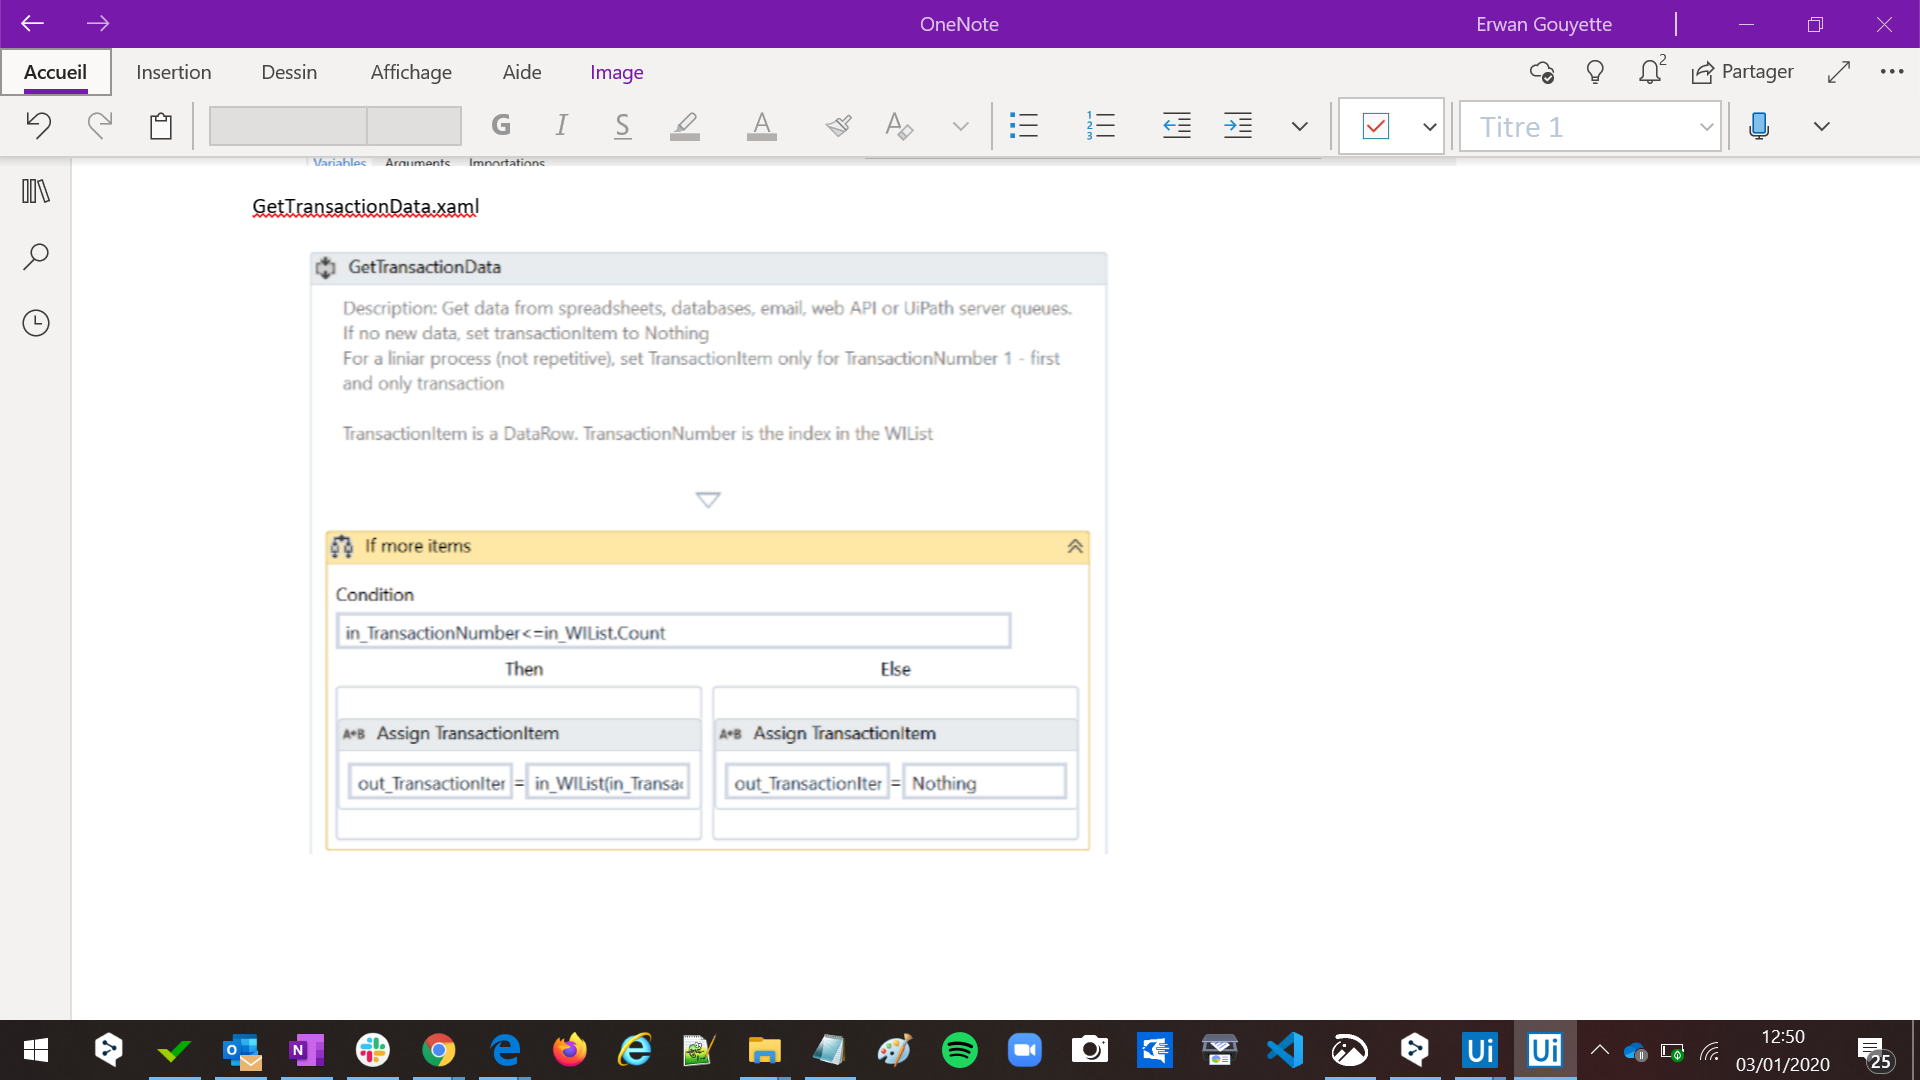 OneNote
Erwan Gouyette
Accueil Insertion Dessin Affichage Aide Image
2
Partager
G I S A A
Titre 1
Variables Arguments Importations
GetTransactionData.xaml
GetTransactionData
Description: Get data from spreadsheets, databases, email, web API or UiPath server queues.
If no new data, set transactionItem to Nothing
For a liniar process (not repetitive), set TransactionItem only for TransactionNumber 1 - first
and only transaction
TransactionItem is a DataRow. TransactionNumber is the index in the WIList
If more items
Condition
in_TransactionNumber<=in_WIList.Count
Then Else
A+B Assign TransactionItem A+B Assign TransactionItem
out_TransactionIter = in_WIList(in_Transac out_TransactionIter = Nothing
12:50
03/01/2020
25